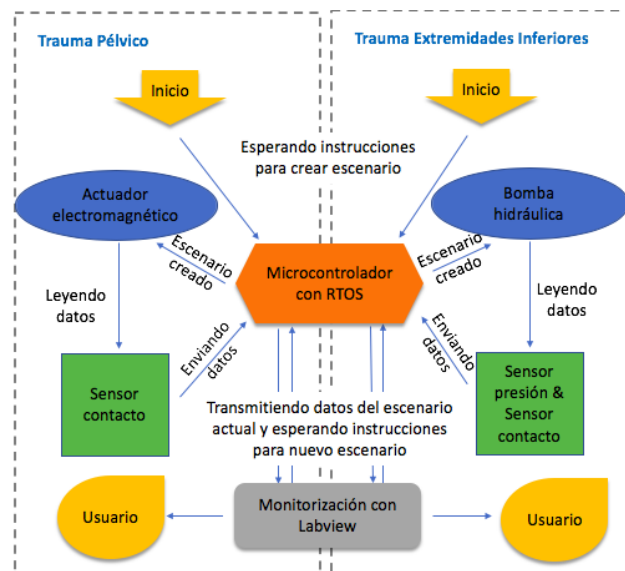 Trauma Pélvico
Trauma Extremidades Inferiores
Inicio
Inicio
Esperando instrucciones
para crear escenario
Actuador
electromagnético
Bomba
hidráulica
Escenario
creado
Escenario
creado
Microcontrolador
con RTOS
Leyendo
datos
Leyendo
datos
Enviando
datos
Enviando
datos
Sensor
contacto
Sensor
presión &
Sensor
contacto
Transmitiendo datos del escenario
actual y esperando instrucciones
para nuevo escenario
Usuario
Monitorización con
Labview
Usuario